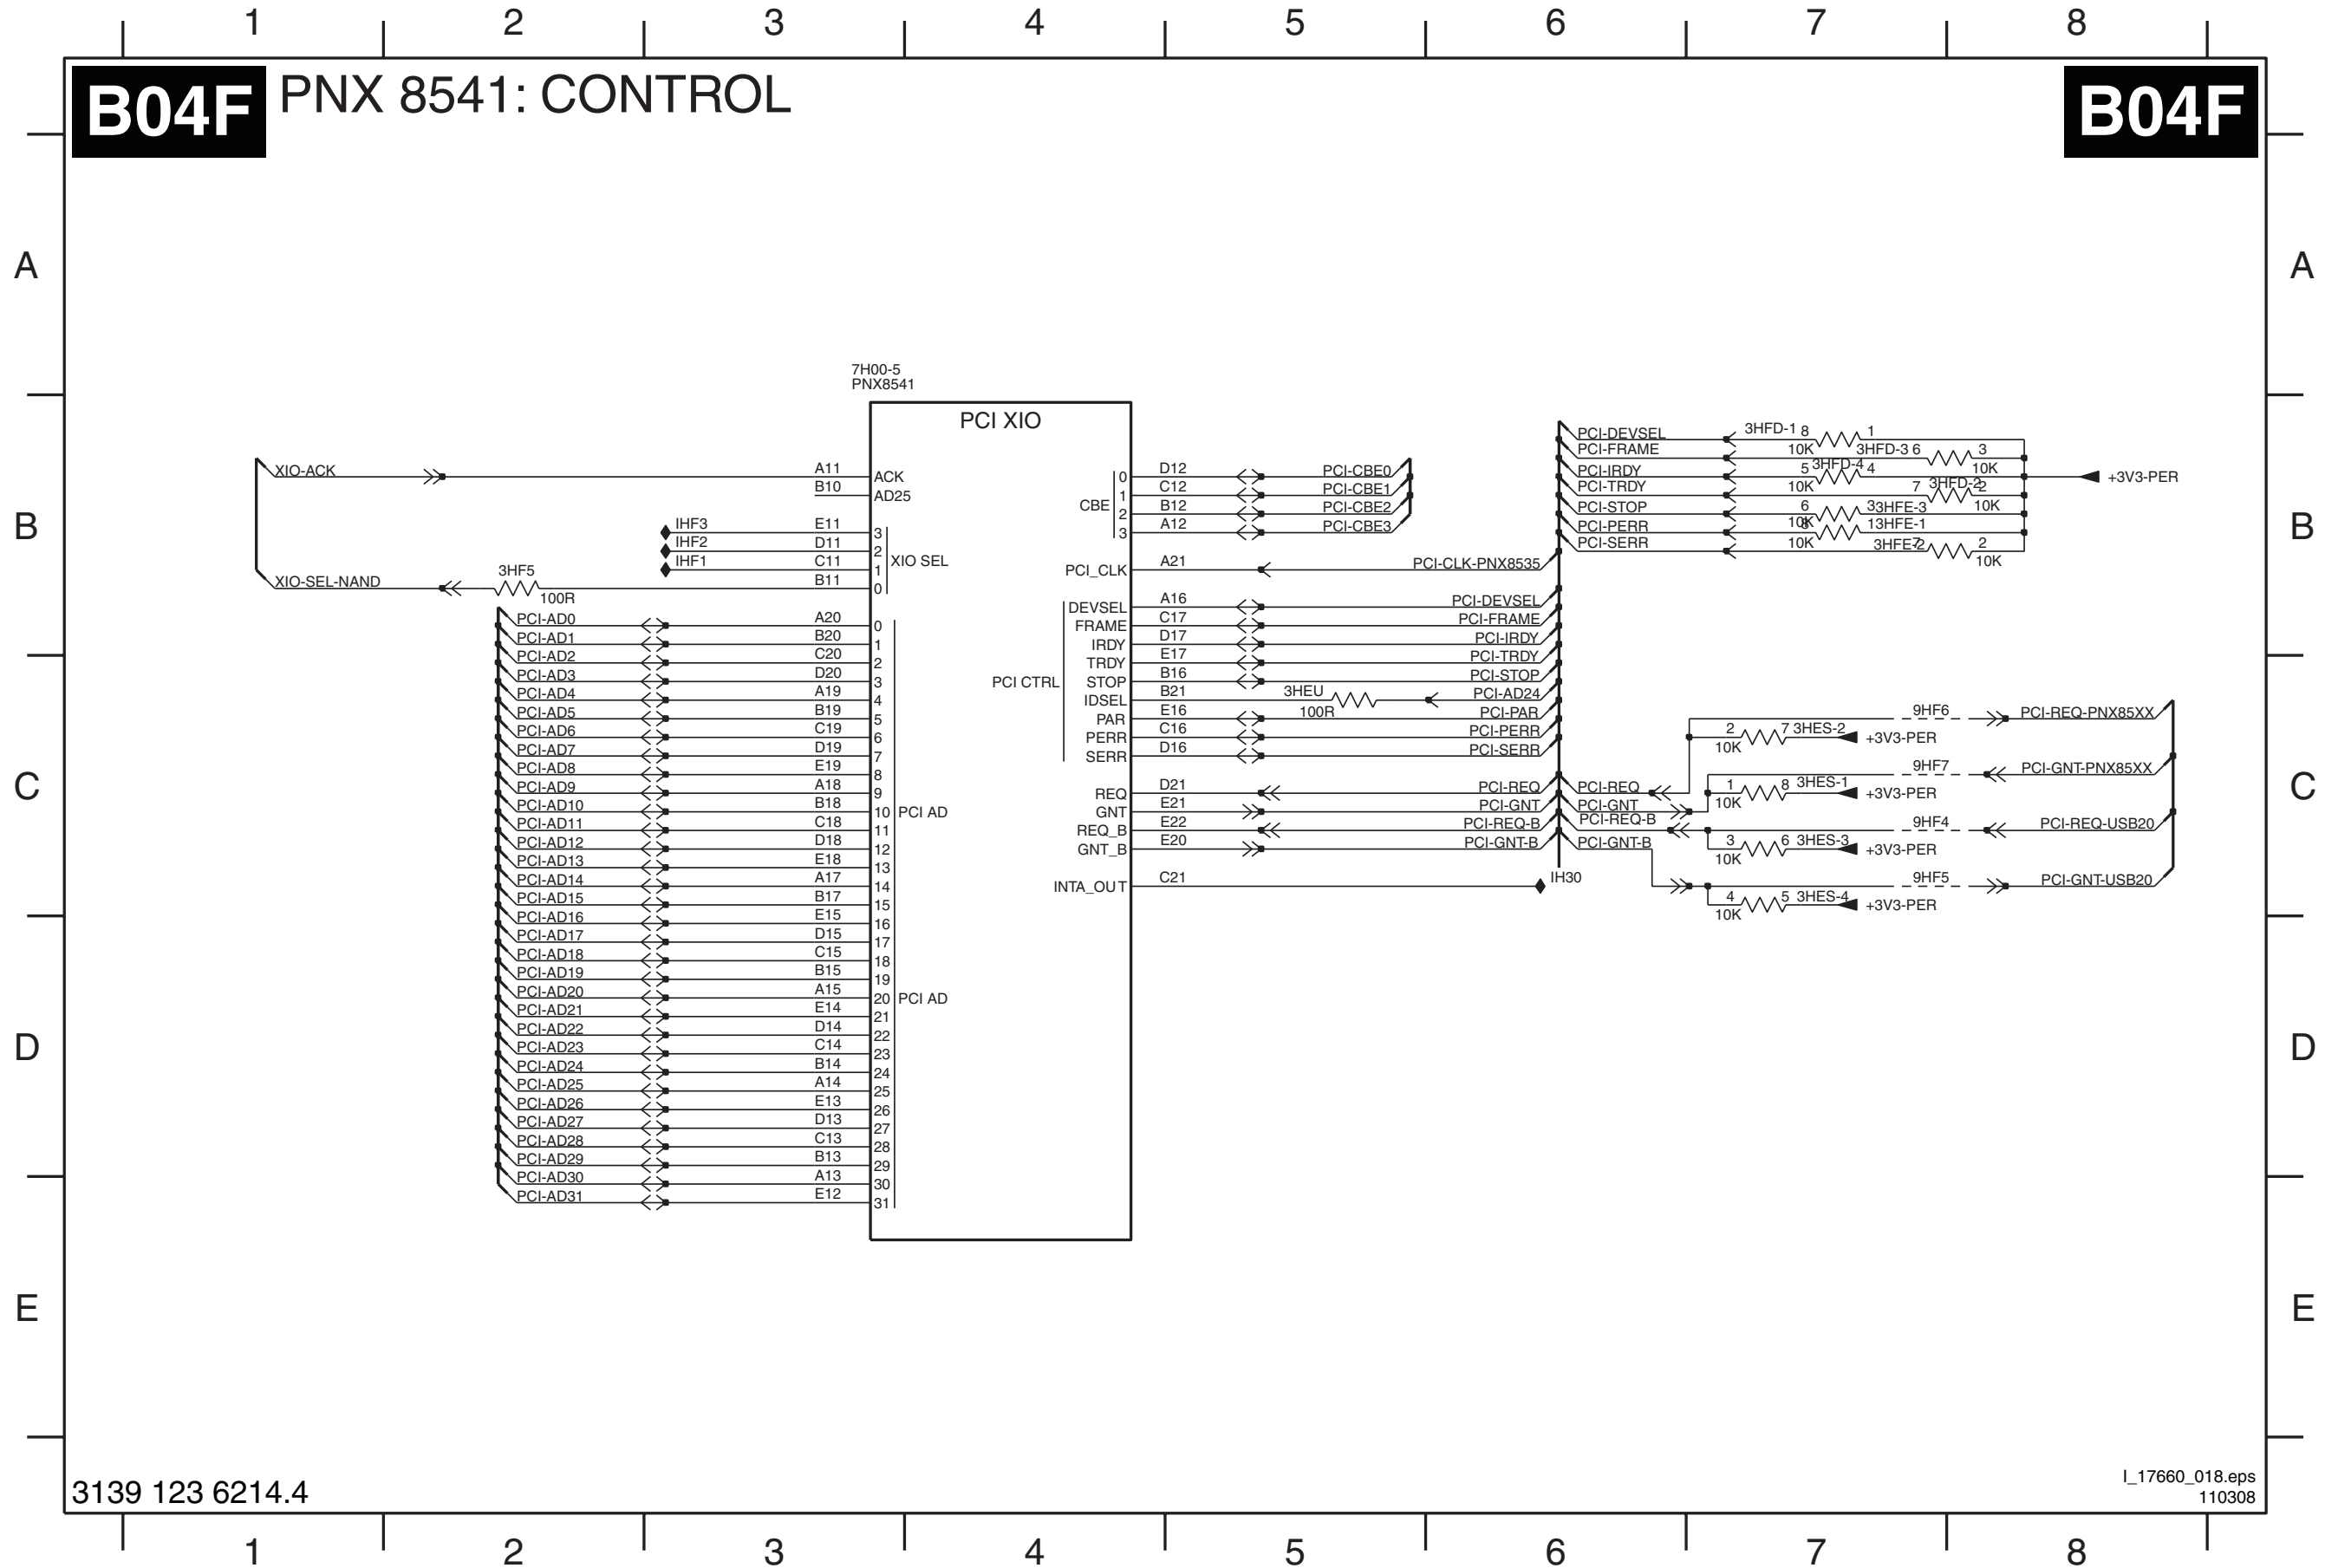 1 2 3 4 5 6 7 8
B04F PNX 8541: CONTROL B04F
A A
B B
C C
D D
E E
7H00-5
PNX8541
PCI XIO
XIO-ACK A11 ACK
B10 AD25
IHF3 E11 3
IHF2 D11 2
IHF1 C11 1
XIO SEL
XIO-SEL-NAND 3HF5 100R B11 0
PCI-AD0 A20 0
PCI-AD1 B20 1
PCI-AD2 C20 2
PCI-AD3 D20 3
PCI-AD4 A19 4
PCI-AD5 B19 5
PCI-AD6 C19 6
PCI-AD7 D19 7
PCI-AD8 E19 8
PCI-AD9 A18 9
PCI-AD10 B18 10 PCI AD
PCI-AD11 C18 11
PCI-AD12 D18 12
PCI-AD13 E18 13
PCI-AD14 A17 14
PCI-AD15 B17 15
PCI-AD16 E15 16
PCI-AD17 D15 17
PCI-AD18 C15 18
PCI-AD19 B15 19
PCI-AD20 A15 20 PCI AD
PCI-AD21 E14 21
PCI-AD22 D14 22
PCI-AD23 C14 23
PCI-AD24 B14 24
PCI-AD25 A14 25
PCI-AD26 E13 26
PCI-AD27 D13 27
PCI-AD28 C13 28
PCI-AD29 B13 29
PCI-AD30 A13 30
PCI-AD31 E12 31
CBE
0 D12 PCI-CBE0
1 C12 PCI-CBE1
2 B12 PCI-CBE2
3 A12 PCI-CBE3
PCI_CLK A21 PCI-CLK-PNX8535
PCI CTRL
DEVSEL A16 PCI-DEVSEL
FRAME C17 PCI-FRAME
IRDY D17 PCI-IRDY
TRDY E17 PCI-TRDY
STOP B16 PCI-STOP
IDSEL B21 3HEU 100R PCI-AD24
PAR E16 PCI-PAR
PERR C16 PCI-PERR
SERR D16 PCI-SERR
REQ D21 PCI-REQ
GNT E21 PCI-GNT
REQ_B E22 PCI-REQ-B
GNT_B E20 PCI-GNT-B
INTA_OUT C21 IH30
PCI-DEVSEL 3HFD-1 8 1 10K
PCI-FRAME 3HFD-3 6 3 10K
PCI-IRDY 5 3HFD-4 4 10K
PCI-TRDY 7 3HFD-2 2 10K
PCI-STOP 6 3 3HFE-3 10K
PCI-PERR 8 1 3HFE-1 10K
PCI-SERR 3HFE-2 7 2 10K
+3V3-PER
9HF6 PCI-REQ-PNX85XX
PCI-REQ 2 10K 7 3HES-2 +3V3-PER
9HF7 PCI-GNT-PNX85XX
PCI-GNT 1 10K 8 3HES-1 +3V3-PER
PCI-REQ-B 9HF4 PCI-REQ-USB20
3 10K 6 3HES-3 +3V3-PER
PCI-GNT-B 9HF5 PCI-GNT-USB20
4 10K 5 3HES-4 +3V3-PER
3139 123 6214.4
I_17660_018.eps
110308
1 2 3 4 5 6 7 8